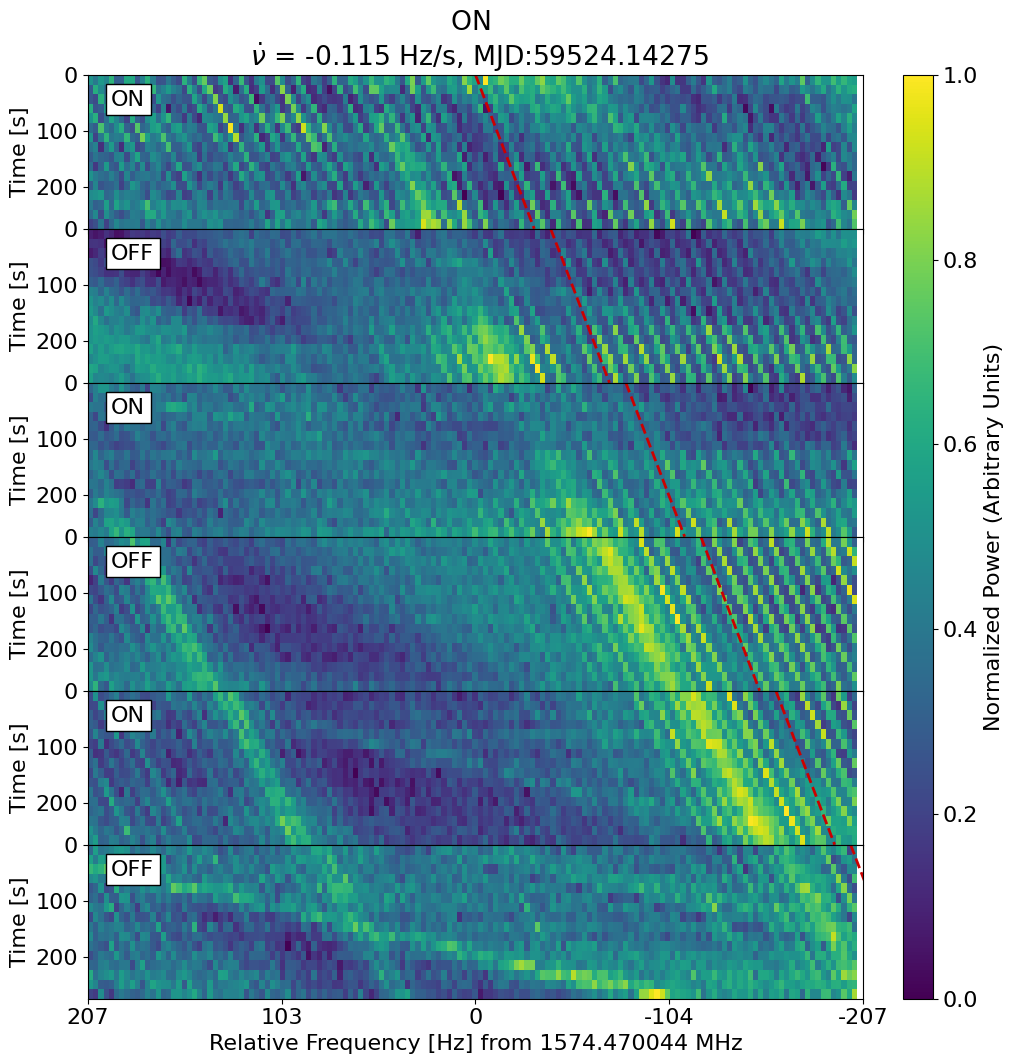 ON
ν̇ = -0.115 Hz/s, MJD:59524.14275
0
ON
100
200
Time [s]
0
OFF
100
200
Time [s]
0
ON
100
200
Time [s]
0
OFF
100
200
Time [s]
0
ON
100
200
Time [s]
0
OFF
100
200
Time [s]
207 103 0 -104 -207
Relative Frequency [Hz] from 1574.470044 MHz
1.0
0.8
0.6
0.4
0.2
0.0
Normalized Power (Arbitrary Units)